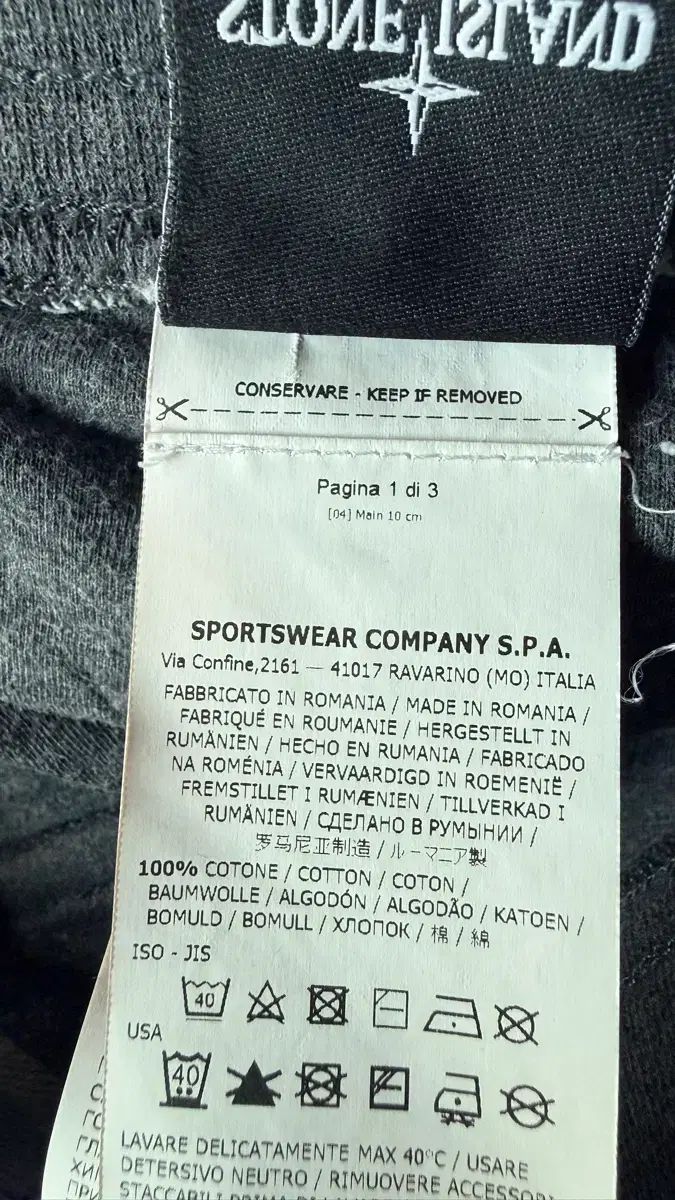 STONE ISLAND
CONSERVARE - KEEP IF REMOVED
Pagina 1 di 3
[04] Main 10 cm
SPORTSWEAR COMPANY S.P.A.
Via Confine,2161 — 41017 RAVARINO (MO) ITALIA
FABBRICATO IN ROMANIA / MADE IN ROMANIA /
FABRIQUÉ EN ROUMANIE / HERGESTELLT IN
RUMÄNIEN / HECHO EN RUMANIA / FABRICADO
NA ROMÉNIA / VERVAARDIGD IN ROEMENIË /
FREMSTILLET I RUMÆNIEN / TILLVERKAD I
RUMÄNIEN / СДЕЛАНО В РУМЫНИИ /
罗马尼亚制造 / ルーマニア製
100% COTONE / COTTON / COTON /
BAUMWOLLE / ALGODÓN / ALGODÃO / KATOEN /
BOMULD / BOMULL / ХЛОПОК / 棉 / 綿
ISO - JIS
40
USA
40
LAVARE DELICATAMENTE MAX 40°C / USARE
DETERSIVO NEUTRO / RIMUOVERE ACCESSORI
STACCABILI PRIMA DI